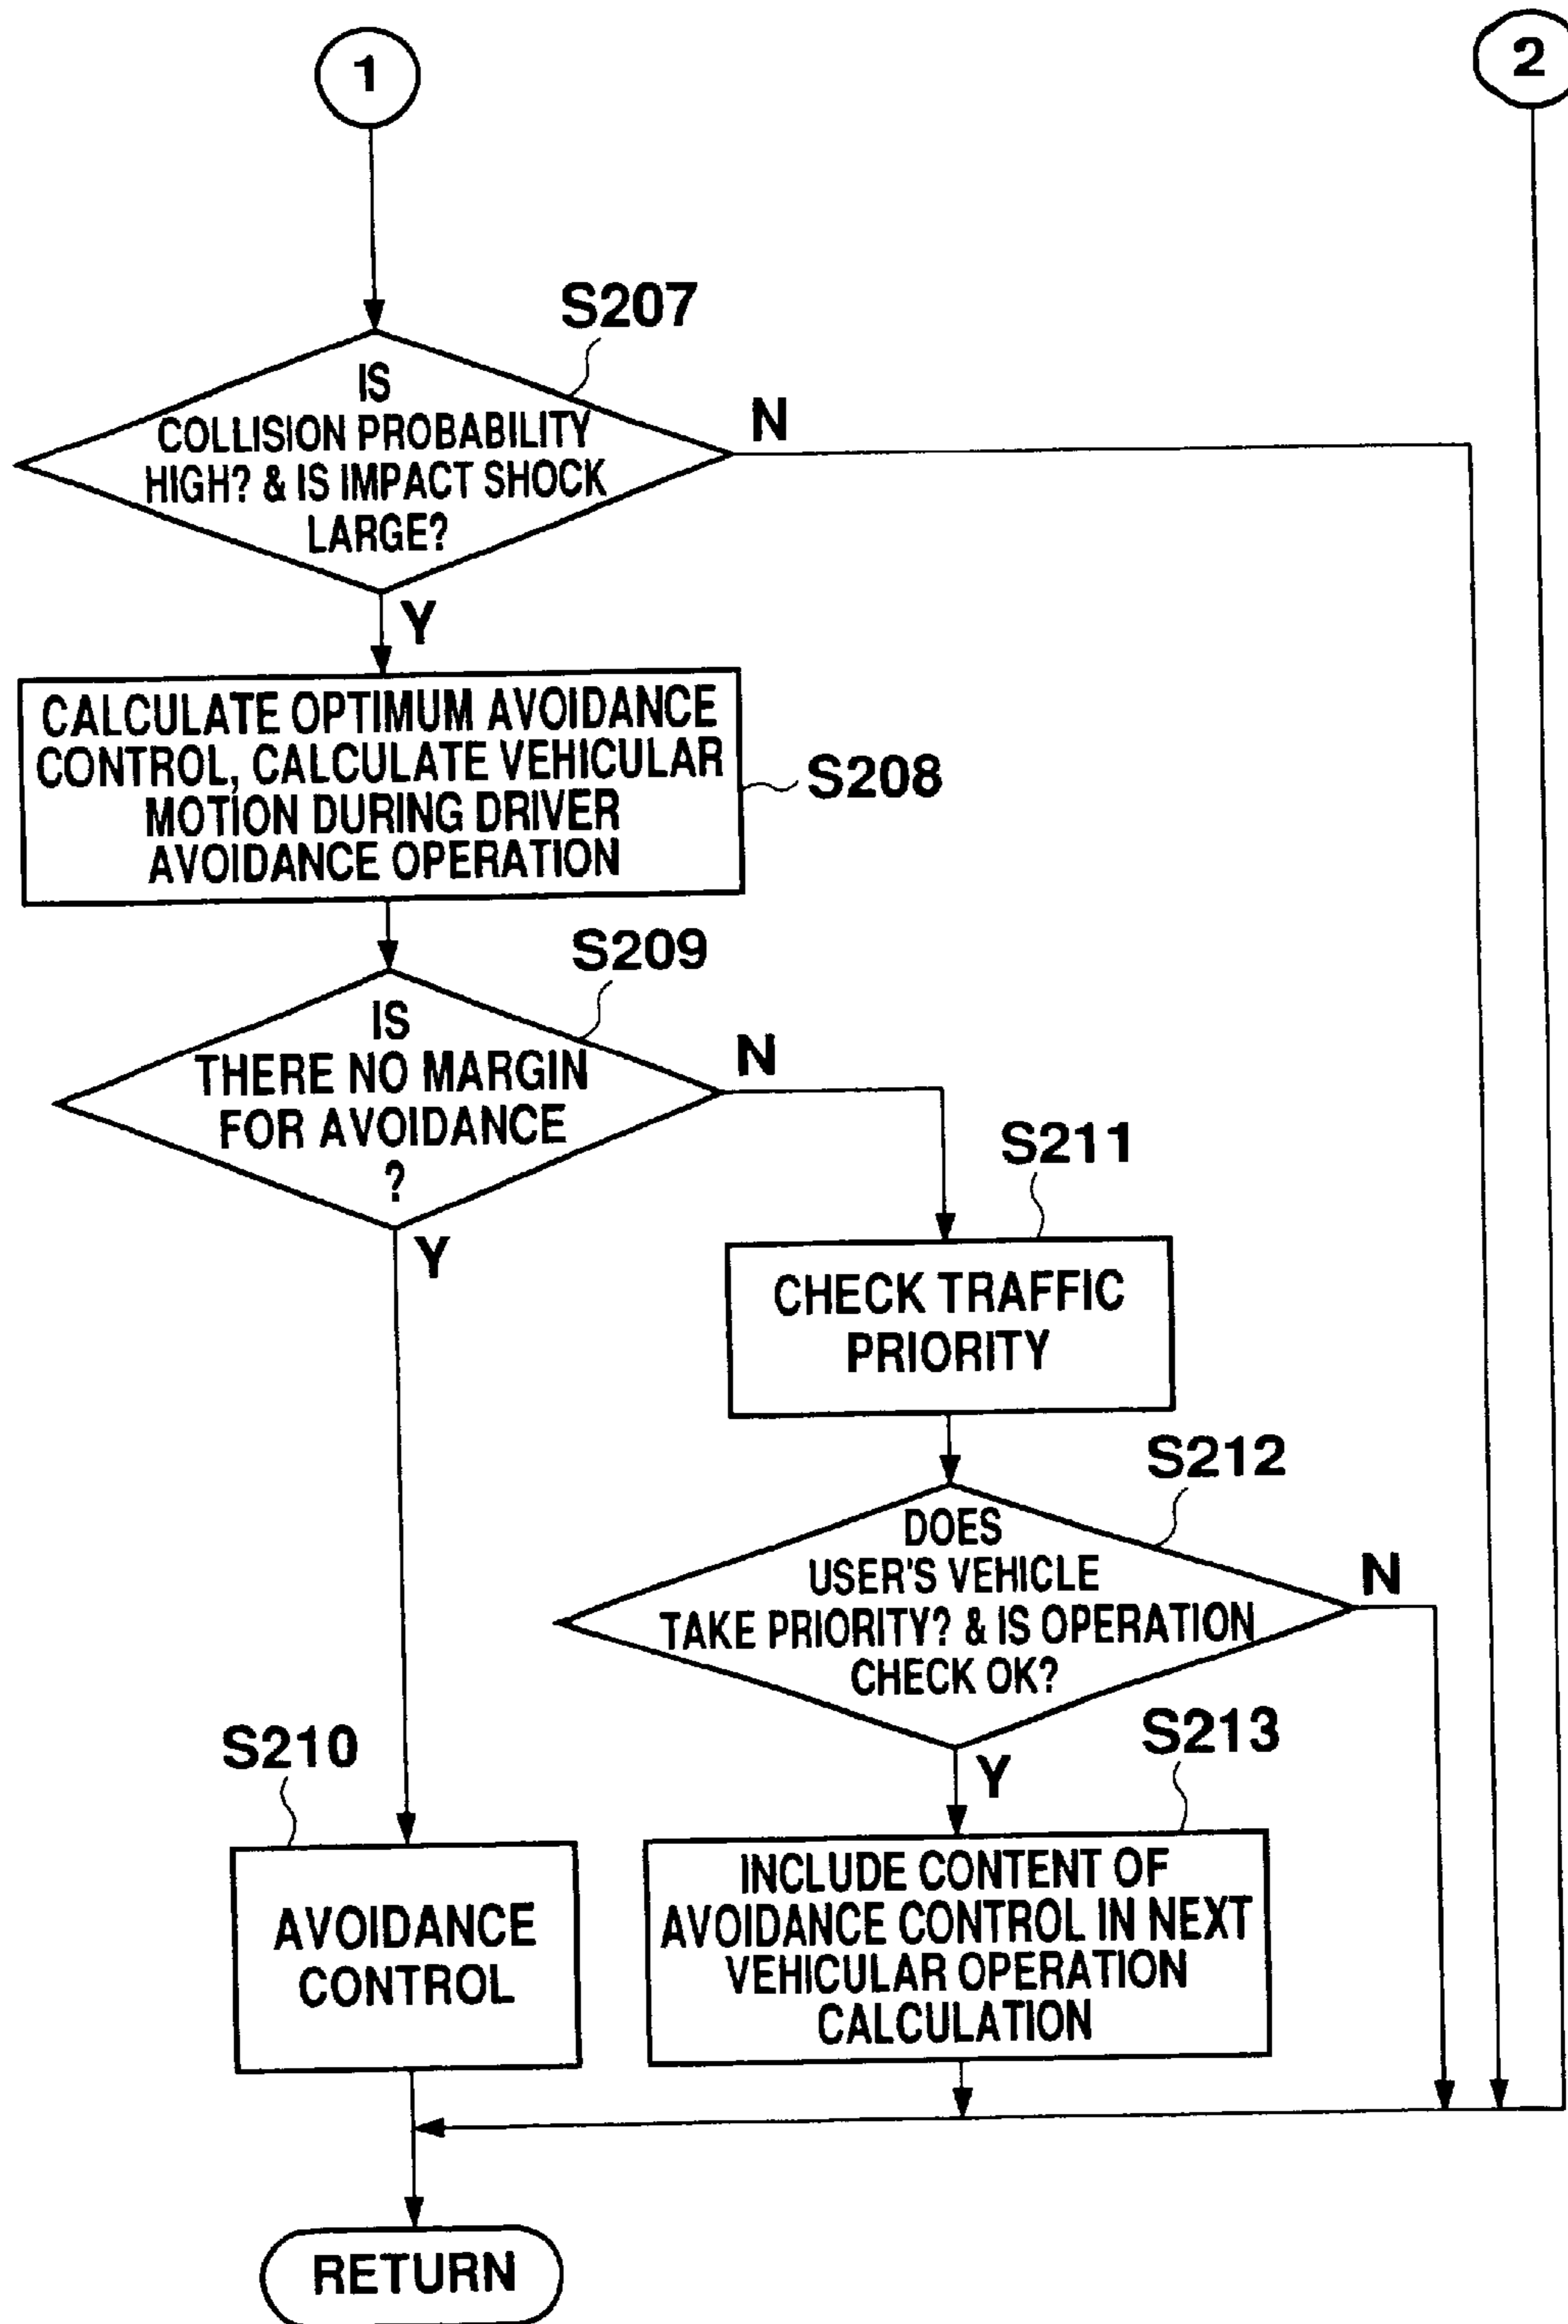 1
2
S207
IS
COLLISION PROBABILITY
HIGH? & IS IMPACT SHOCK
LARGE?
N
Y
CALCULATE OPTIMUM AVOIDANCE
CONTROL, CALCULATE VEHICULAR
MOTION DURING DRIVER
AVOIDANCE OPERATION
S208
S209
IS
THERE NO MARGIN
FOR AVOIDANCE
?
N
Y
S211
CHECK TRAFFIC
PRIORITY
S212
DOES
USER'S VEHICLE
TAKE PRIORITY? & IS OPERATION
CHECK OK?
N
Y
S210
AVOIDANCE
CONTROL
S213
INCLUDE CONTENT OF
AVOIDANCE CONTROL IN NEXT
VEHICULAR OPERATION
CALCULATION
RETURN